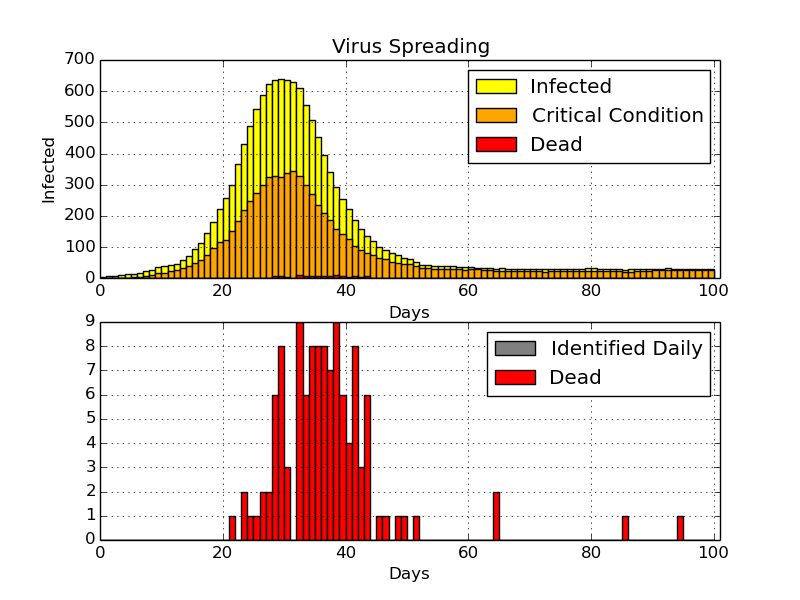 Virus Spreading
700
600
500
400
300
200
100
0
Infected
Infected
Critical Condition
Dead
0 20 40 60 80 100
Days
9
8
7
6
5
4
3
2
1
0
Identified Daily
Dead
0 20 40 60 80 100
Days